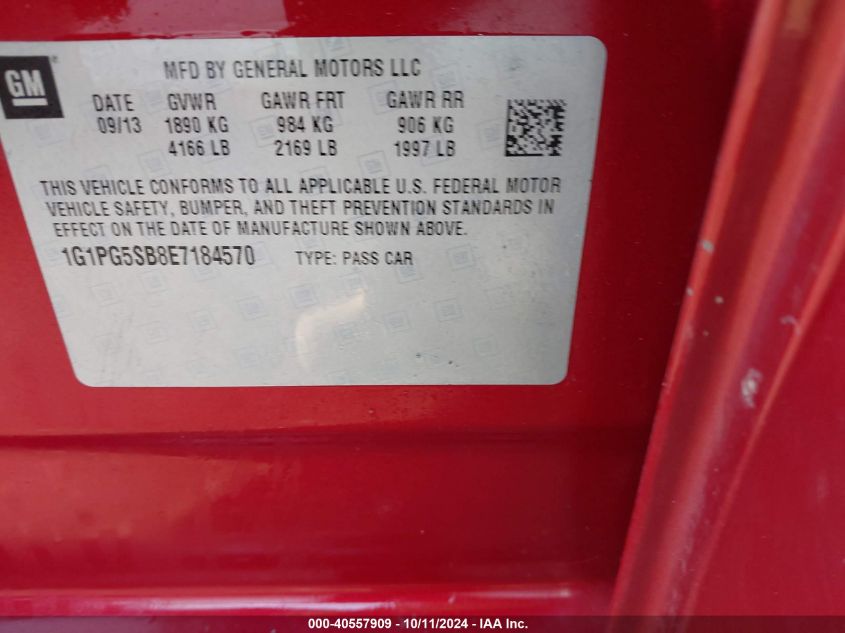 GM
®
MFD BY GENERAL MOTORS LLC
DATE GVWR GAWR FRT GAWR RR
09/13 1890 KG 984 KG 906 KG
4166 LB 2169 LB 1997 LB
THIS VEHICLE CONFORMS TO ALL APPLICABLE U.S. FEDERAL MOTOR
VEHICLE SAFETY, BUMPER, AND THEFT PREVENTION STANDARDS IN
EFFECT ON THE DATE OF MANUFACTURE SHOWN ABOVE.
1G1PG5SB8E7184570 TYPE: PASS CAR
000-40557909 - 10/11/2024 - IAA Inc.